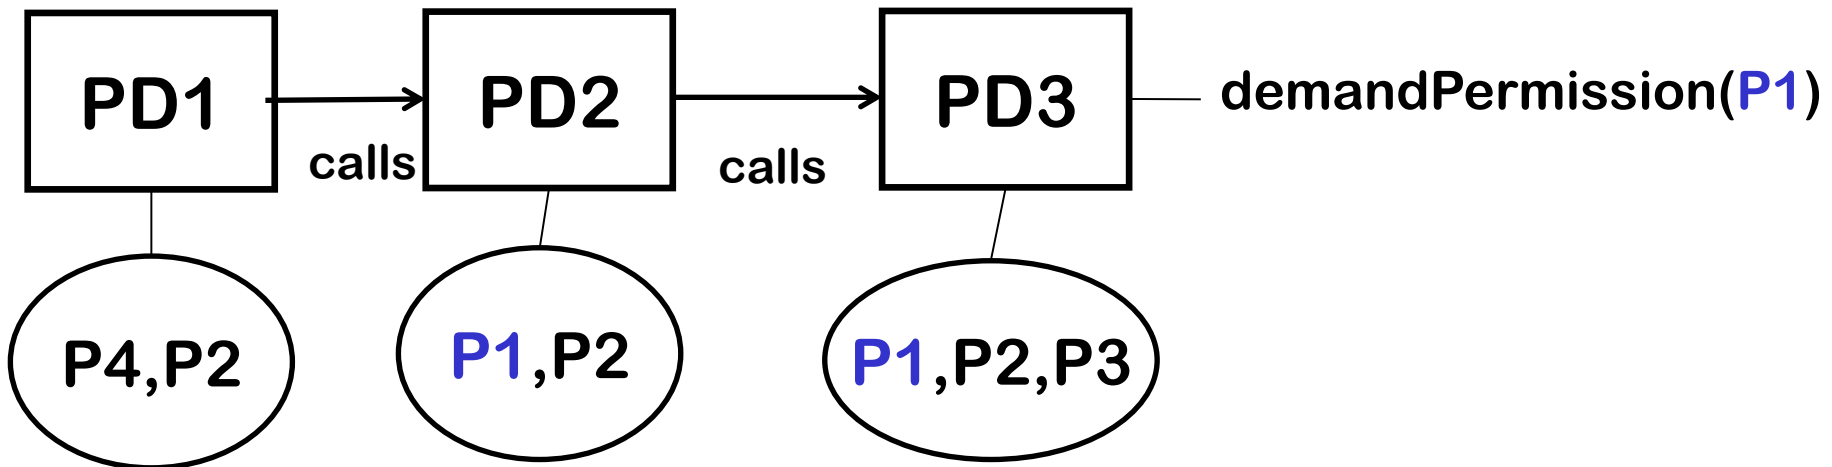 PD1
PD2
PD3
demandPermission(P1)
calls
calls
P4,P2
P1,P2
P1,P2,P3